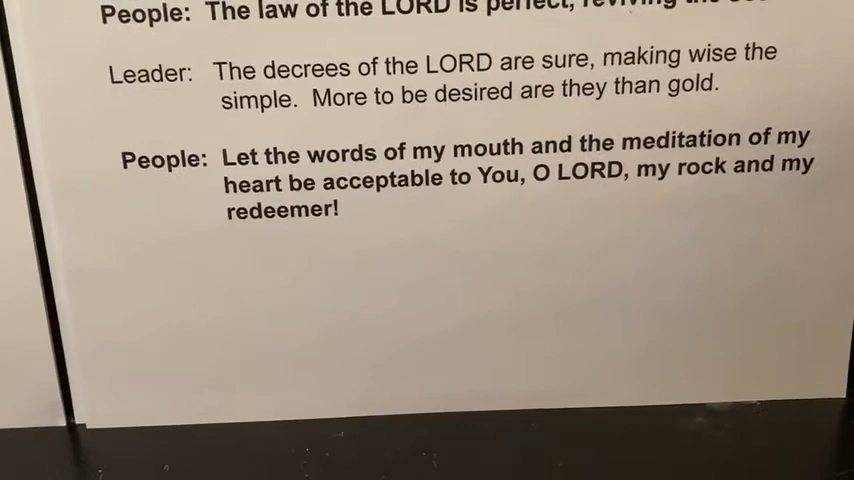 People: The law of the LORD is perfect, reviving the
Leader: The decrees of the LORD are sure, making wise the
simple. More to be desired are they than gold.
People: Let the words of my mouth and the meditation of my
heart be acceptable to You, O LORD, my rock and my
redeemer!